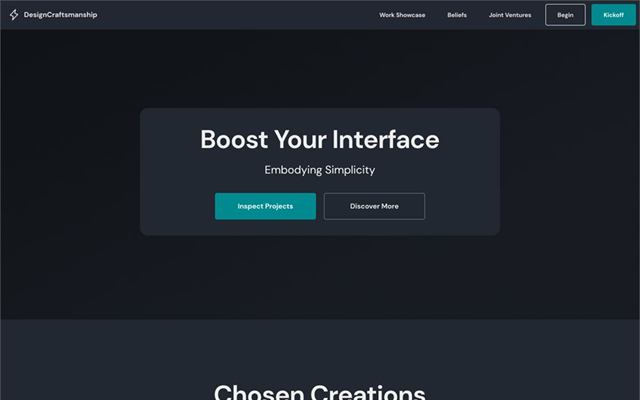 DesignCraftsmanship
Work Showcase
Beliefs
Joint Ventures
Begin
Kickoff
Boost Your Interface
Embodying Simplicity
Inspect Projects
Discover More
Chosen Creations